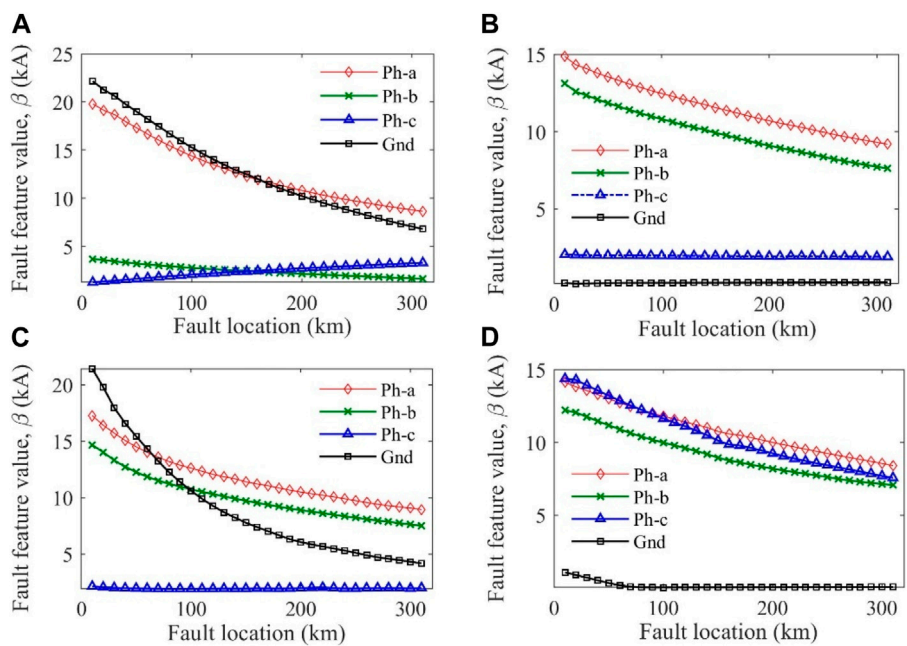 A
Fault feature value, β (kA)
25
20
15
10
5
0
100
200
300
Fault location (km)
Ph-a
Ph-b
Ph-c
Gnd
B
Fault feature value, β (kA)
15
10
5
0
100
200
300
Fault location (km)
Ph-a
Ph-b
Ph-c
Gnd
C
Fault feature value, β (kA)
20
15
10
5
0
100
200
300
Fault location (km)
Ph-a
Ph-b
Ph-c
Gnd
D
Fault feature value, β (kA)
15
10
5
0
100
200
300
Fault location (km)
Ph-a
Ph-b
Ph-c
Gnd